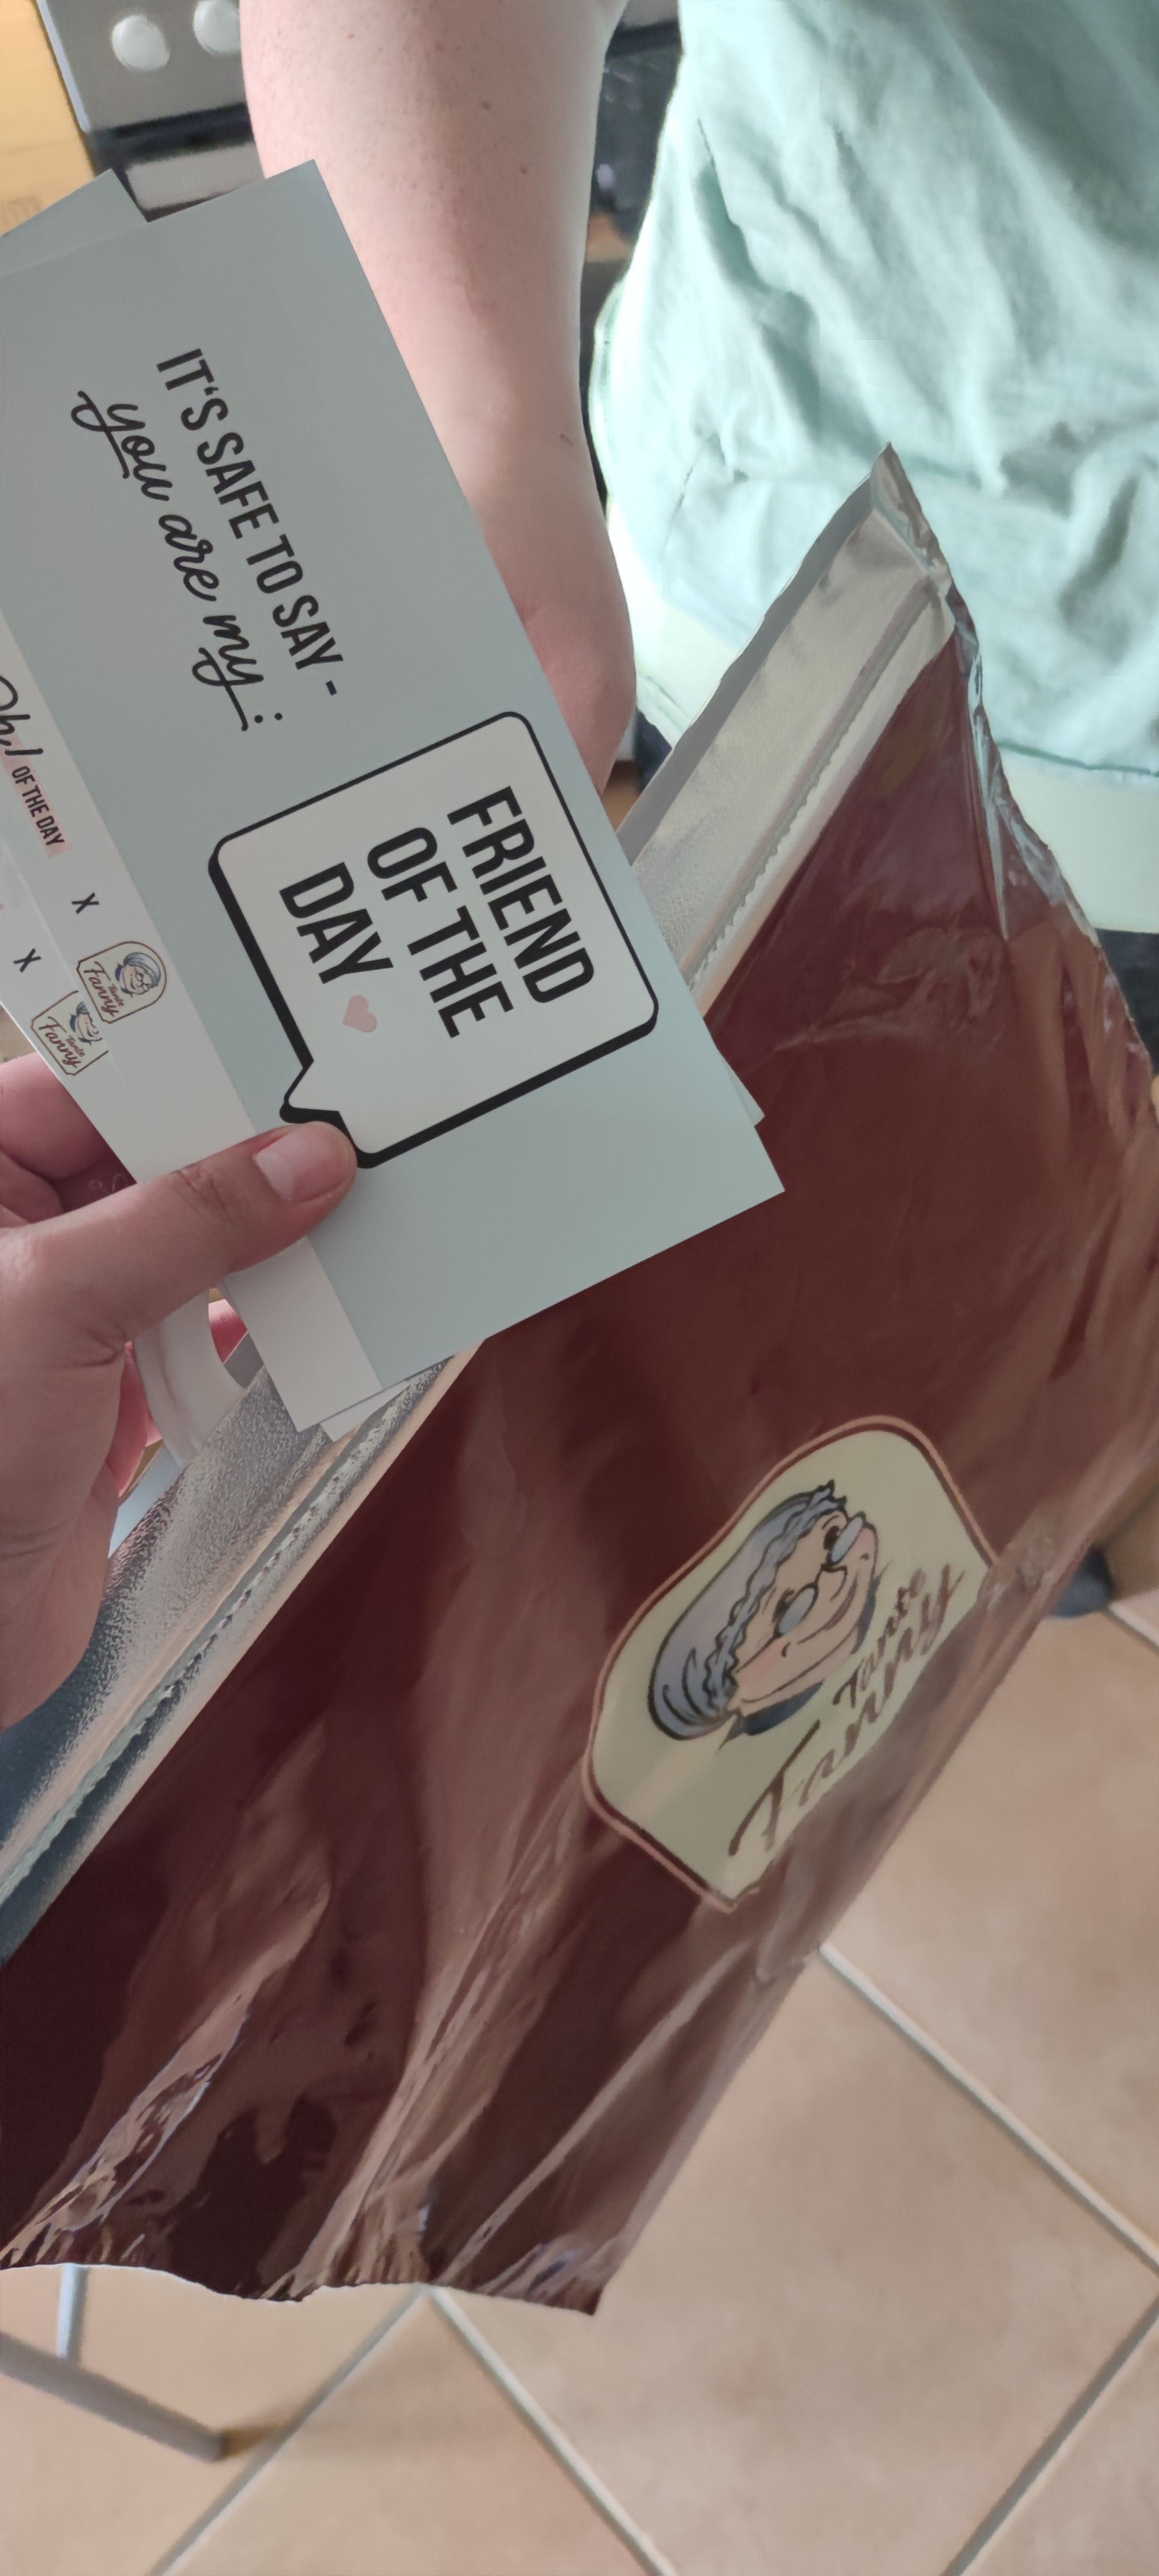 IT'S SAFE TO SAY -
you are my:
FRIEND
OF THE
DAY
OF THE DAY x Tante Fanny
x Tante Fanny
Tante
Fanny